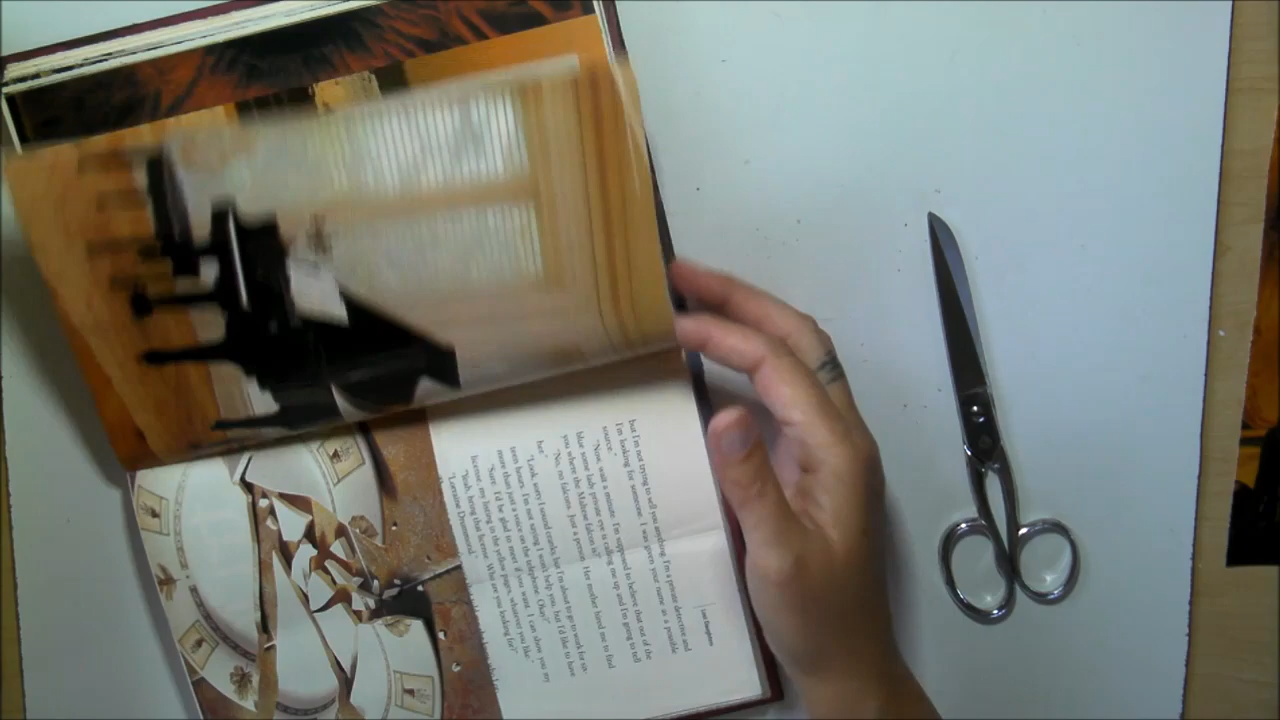 Lost Daughters
but I'm not trying to sell you anything. I'm a private detective and
I'm looking for someone. I was given your name as a possible
source."
"Now, wait a minute. I'm supposed to believe that out of the
blue some lady private eye is calling me up and I'm going to tell
you where the Maltese falcon is?"
"No, no falcons. Just a person. Her mother hired me to find
her."
"Look, sorry I sound cranky, but I'm about to go to work for six-
teen hours. I'm not saying I won't help you, but I'd like to have
more than just a voice on the telephone. Okay?"
"Sure. I'd be glad to meet if you want. I can show you my
license, my listing in the yellow pages, whatever you like."
"Yeah, bring that license. Who are you looking for?"
"Lorraine Drummond."